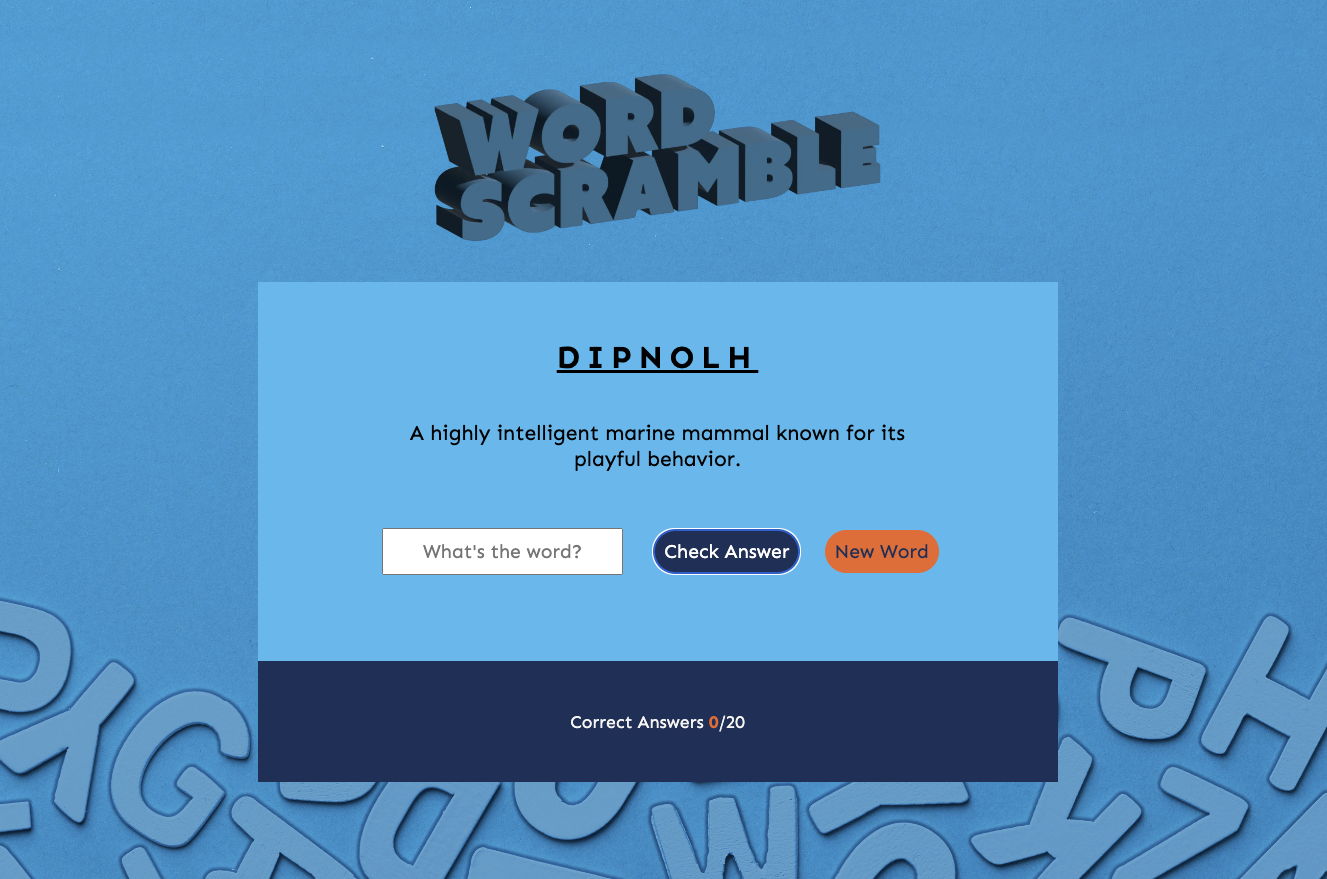 WORD
SCRAMBLE
DIPNOLH
A highly intelligent marine mammal known for its
playful behavior.
What's the word?
Check Answer
New Word
Correct Answers 0/20